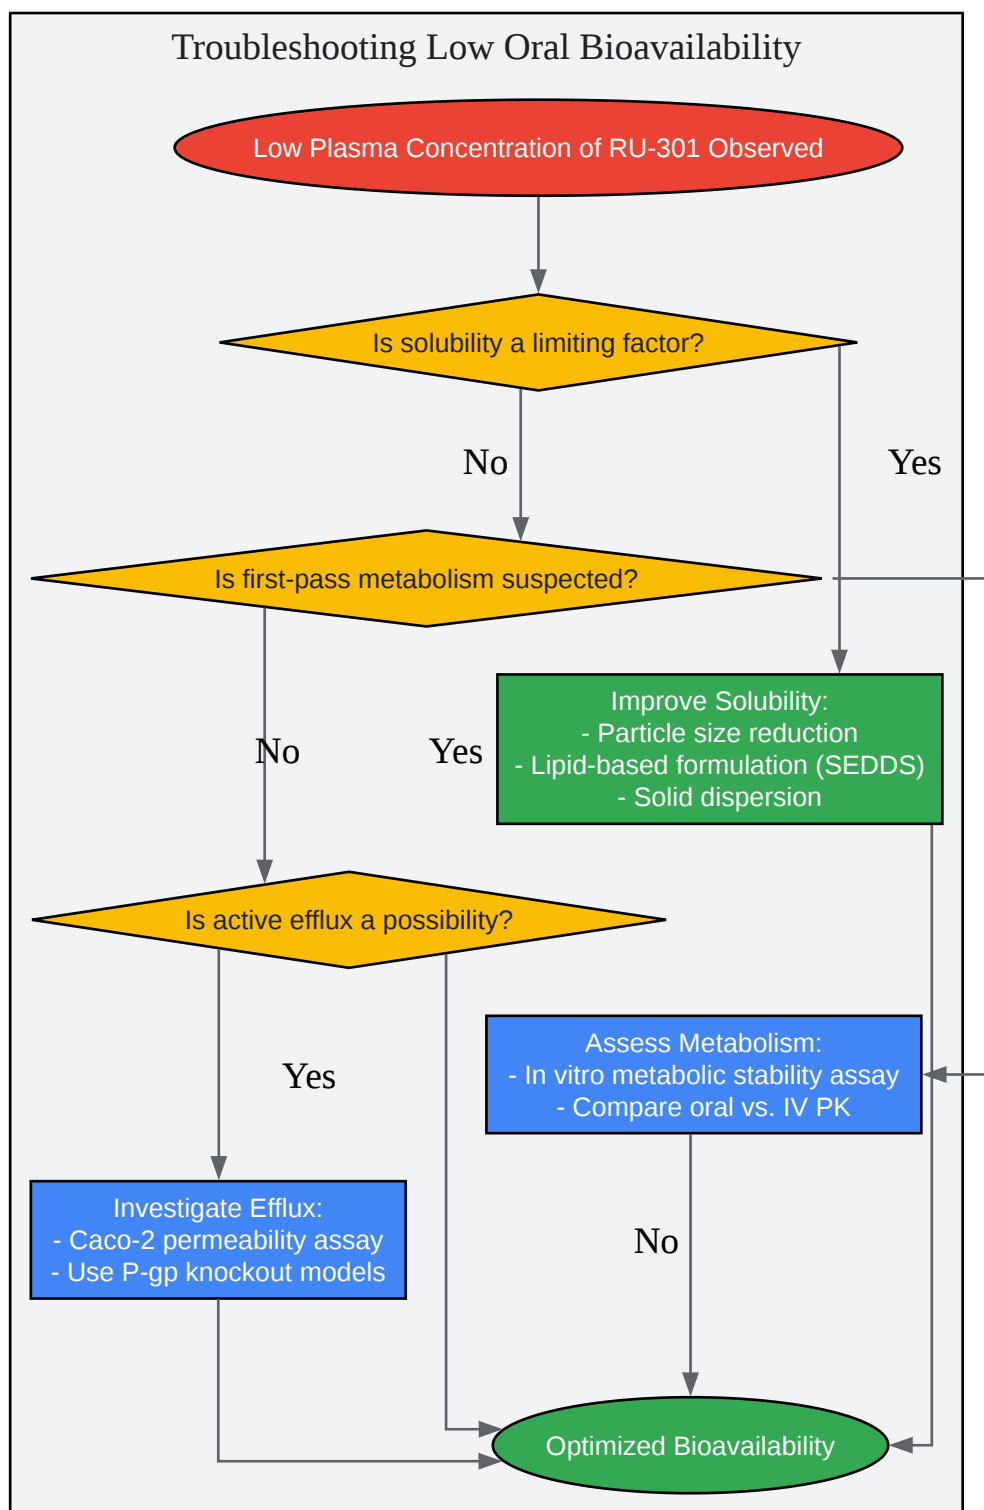 Troubleshooting Low Oral Bioavailability
Low Plasma Concentration of RU-301 Observed
Is solubility a limiting factor?
No
Yes
Is first-pass metabolism suspected?
Improve Solubility:
- Particle size reduction
- Lipid-based formulation (SEDDS)
- Solid dispersion
No
Yes
Is active efflux a possibility?
Assess Metabolism:
- In vitro metabolic stability assay
- Compare oral vs. IV PK
Yes
Investigate Efflux:
- Caco-2 permeability assay
- Use P-gp knockout models
No
Optimized Bioavailability